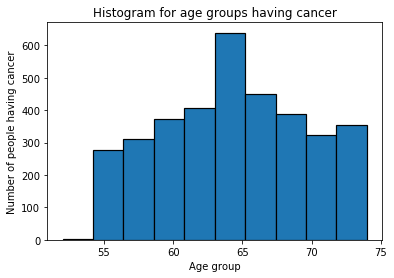 Histogram for age groups having cancer
Number of people having cancer
600
500
400
300
200
100
0
55 60 65 70 75
Age group